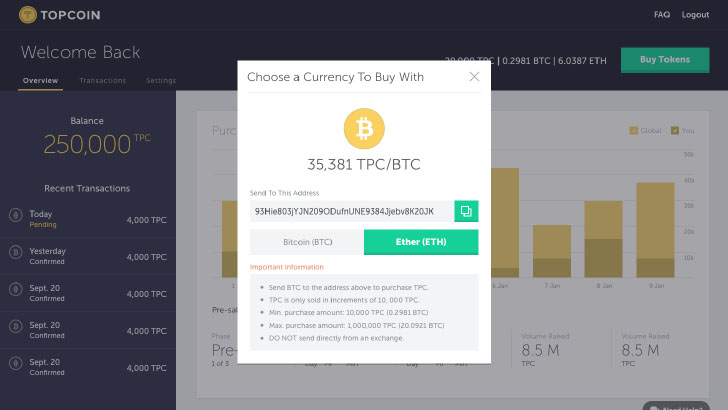 TOPCOIN
FAQ Logout
Welcome Back
TPC | 0.2981 BTC | 6.0387 ETH
Buy Tokens
Overview Transactions Settings
Balance
250,000 TPC
Recent Transactions
Today
Pending
4,000 TPC
Yesterday
Confirmed
4,000 TPC
Sept. 20
Confirmed
4,000 TPC
Sept. 20
Confirmed
4,000 TPC
Sept. 20
Confirmed
4,000 TPC
Choose a Currency To Buy With
35,381 TPC/BTC
Send To This Address
93Hie803jYJN209ODufnUNE9384Jjebv8K20JK
Bitcoin (BTC) Ether (ETH)
Important Information
Send BTC to the address above to purchase TPC.
TPC is only sold in increments of 10, 000 TPC.
Min. purchase amount: 10,000 TPC (0.2981 BTC)
Max. purchase amount: 1,000,000 TPC (20.0921 BTC)
DO NOT send directly from an exchange.
Global You
50k
40k
30k
20k
10k
6 Jan 7 Jan 8 Jan 9 Jan
Phase
Pre-
1 of 3
Volume Raised
8.5 M
TPC
Volume Raised
8.5 M
TPC
Need Help?